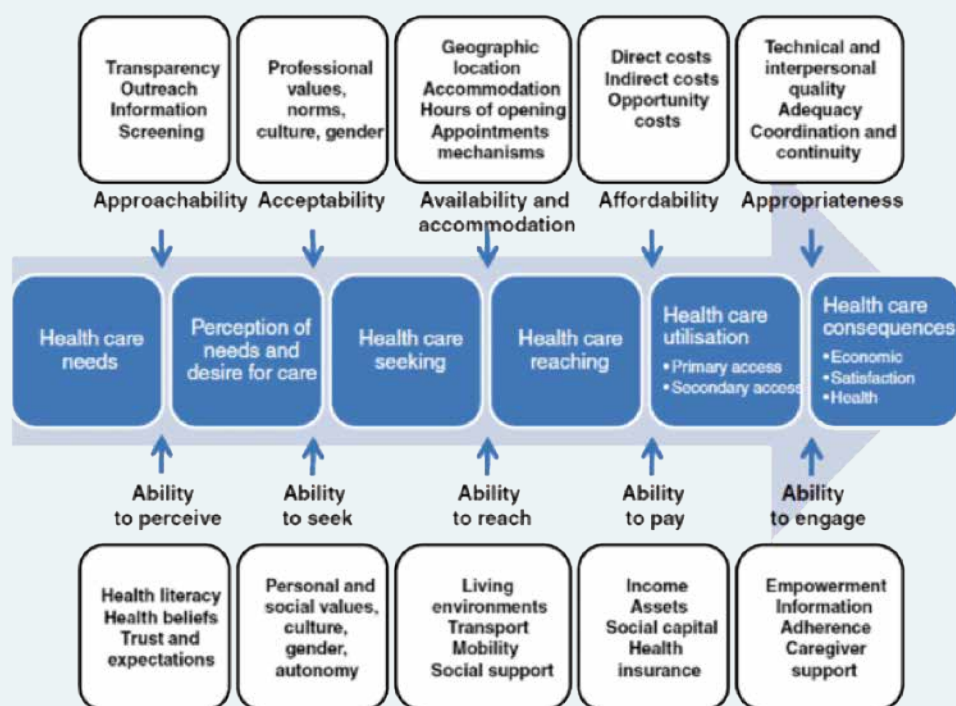 Transparency
Outreach
Information
Screening
Professional
values,
norms,
culture, gender
Geographic
location
Accommodation
Hours of opening
Appointments
mechanisms
Direct costs
Indirect costs
Opportunity
costs
Technical and
interpersonal
quality
Adequacy
Coordination and
continuity
Approachability
Acceptability
Availability and
accommodation
Affordability
Appropriateness
Health care
needs
Perception of
needs and
desire for care
Health care
seeking
Health care
reaching
Health care
utilisation
• Primary access
• Secondary access
Health care
consequences
• Economic
• Satisfaction
• Health
Ability
to perceive
Ability
to seek
Ability
to reach
Ability
to pay
Ability
to engage
Health literacy
Health beliefs
Trust and
expectations
Personal and
social values,
culture,
gender,
autonomy
Living
environments
Transport
Mobility
Social support
Income
Assets
Social capital
Health
insurance
Empowerment
Information
Adherence
Caregiver
support